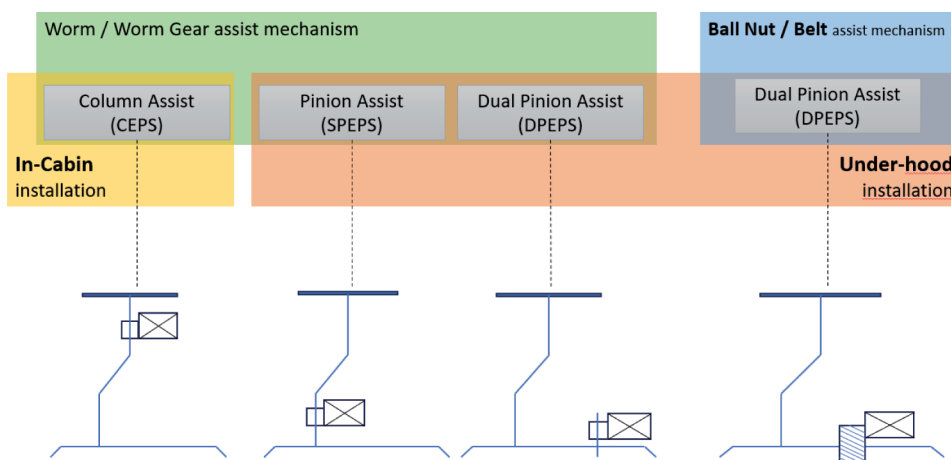 Worm / Worm Gear assist mechanism
Ball Nut / Belt assist mechanism
Column Assist
(CEPS)
Pinion Assist
(SPEPS)
Dual Pinion Assist
(DPEPS)
Dual Pinion Assist
(DPEPS)
In-Cabin
installation
Under-hood
installation